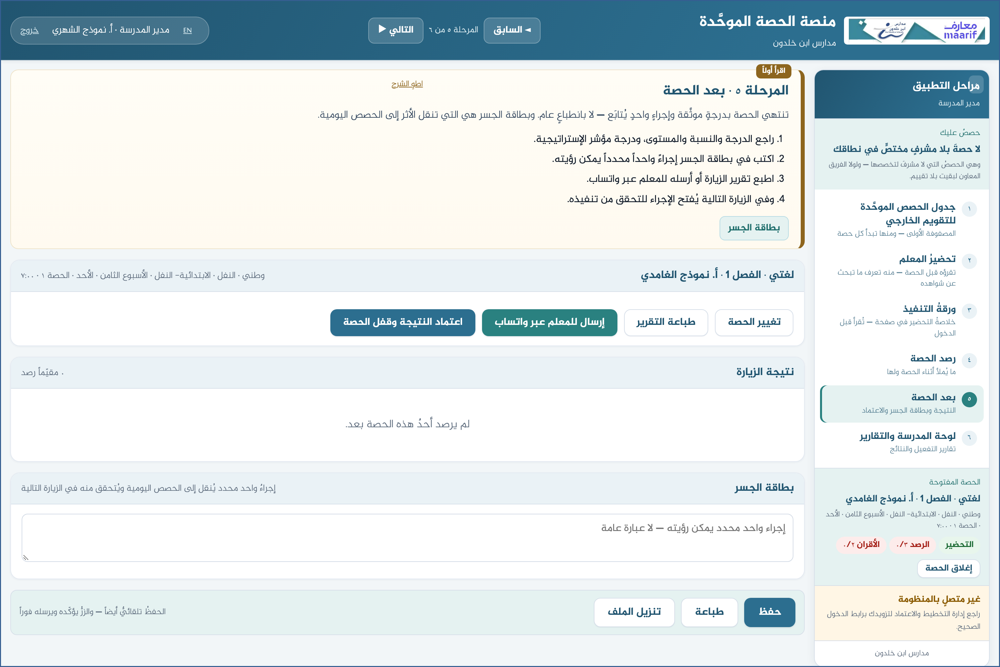 معارف
maarif
مدارس
ابن خلدون
منصة الحصة الموحَّدة
مدارس ابن خلدون
◄ السابق
المرحلة ٥ من ٦
التالي ▶
EN
مدير المدرسة · أ. نموذج الشهري
خروج
مراحل التطبيق
مدير المدرسة
حصصٌ عليك
لا حصةَ بلا مشرفٍ مختصٍّ في نطاقك
وهي الحصصُ التي لا مشرفَ لتخصصها — ولولا الفريق
المعاون لبقيت بلا تقييم.
١
جدول الحصص الموحَّدة
للتقويم الخارجي
المصفوفة الأولى — ومنها تبدأ كل حصة
٢
تحضيرُ المعلم
تقرؤه قبل الحصة — منه تعرف ما تبحث
عن شواهده
٣
ورقةُ التنفيذ
خلاصةُ التحضير في صفحة — تُقرأ قبل
الدخول
٤
رصد الحصة
ما يُملأ أثناء الحصة ولها
٥
بعد الحصة
النتيجة وبطاقة الجسر والاعتماد
٦
لوحة المدرسة والتقارير
تقارير التفعيل والنتائج
الحصة المفتوحة
لغتي · الفصل 1 · أ. نموذج الغامدي
وطني · النفل · الابتدائية- النفل · الأسبوع الثامن · الأحد
· الحصة ١ · ٧:٠٠
التحضير
الرصد ٠/٣
الأقران ٠/٢
إغلاق الحصة
غير متصلٍ بالمنظومة
راجع إدارة التخطيط والاعتماد لتزويدك برابط الدخول
الصحيح.
مدارس ابن خلدون
اقرأ أولاً
المرحلة ٥ · بعد الحصة
اطوِ الشرح
تنتهي الحصة بدرجةٍ موثَّقة وإجراءٍ واحدٍ يُتابَع — لا بانطباعٍ عام. وبطاقة الجسر هي التي تنقل الأثر إلى الحصص اليومية.
1. راجع الدرجة والنسبة والمستوى، ودرجة مؤشر الإستراتيجية.
2. اكتب في بطاقة الجسر إجراءً واحداً محدداً يمكن رؤيته.
3. اطبع تقرير الزيارة أو أرسله للمعلم عبر واتساب.
4. وفي الزيارة التالية يُفتح الإجراء للتحقق من تنفيذه.
بطاقة الجسر
لغتي · الفصل 1 · أ. نموذج الغامدي
وطني · النفل · الابتدائية- النفل · الأسبوع الثامن · الأحد · الحصة ١ · ٧:٠٠
تغيير الحصة
طباعة التقرير
إرسال للمعلم عبر واتساب
اعتماد النتيجة وقفل الحصة
نتيجة الزيارة
٠ مقيّماً رصد
لم يرصد أحدٌ هذه الحصة بعد.
بطاقة الجسر
إجراءٌ واحد محدد يُنقل إلى الحصص اليومية ويُتحقق منه في الزيارة التالية
إجراء واحد محدد يمكن رؤيته — لا عبارة عامة
حفظ
طباعة
تنزيل الملف
الحفظُ تلقائيٌّ أيضاً — والزرُّ يؤكّده ويرسله فوراً